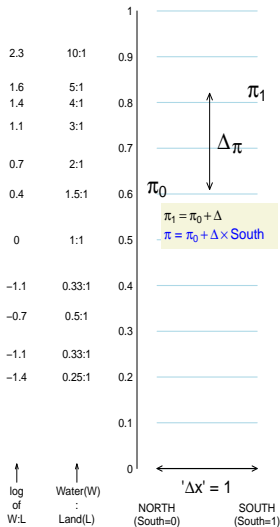 1
2.3 10:1 0.9
1.6 5:1 π1
1.4 4:1 0.8
1.1 3:1
Δπ
0.7 2:1 0.7
0.4 1.5:1 0.6 π0
π1 = π0 + Δ
π = π0 + Δ × South
0 1:1 0.5
−1.1 0.33:1 0.4
−0.7 0.5:1 0.3
−1.1 0.33:1
−1.4 0.25:1 0.2
0.1
0
'Δx' = 1
log Water(W) NORTH SOUTH
of : (South=0) (South=1)
W:L Land(L)